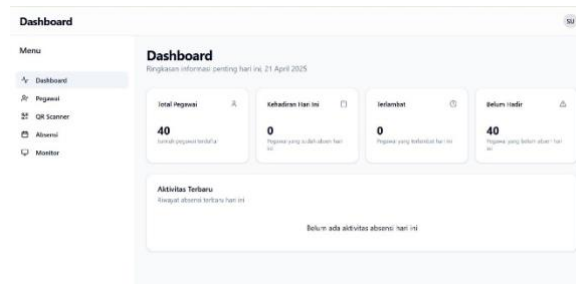 Dashboard
SU
Menu
Dashboard
Pegawai
QR Scanner
Absensi
Monitor
Dashboard
Ringkasan informasi penting hari ini, 21 April 2025
Total Pegawai
40
Jumlah pegawai terdaftar
Kehadiran Hari Ini
0
Pegawai yang sudah absen hari
ini
Terlambat
0
Pegawai yang terlambat hari ini
Belum Hadir
40
Pegawai yang belum absen hari
ini
Aktivitas Terbaru
Riwayat absensi terbaru hari ini
Belum ada aktivitas absensi hari ini